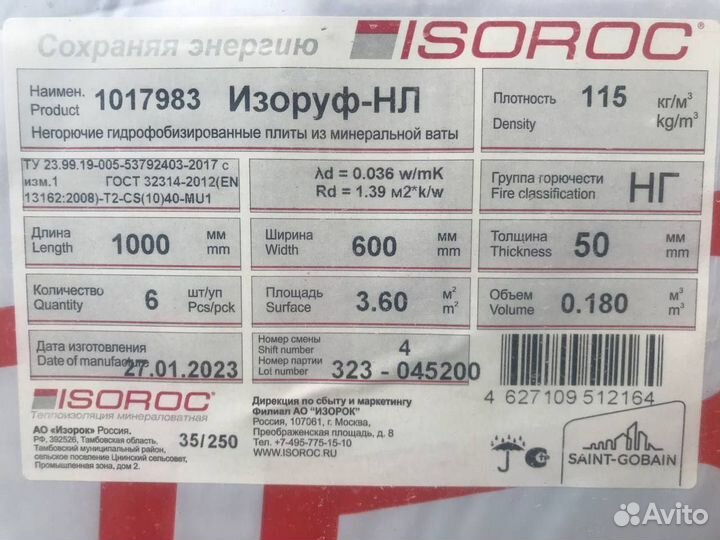 Сохраняя энергию
ISOROC®
Наимен. 1017983 Изоруф-НЛ
Product
Негорючие гидрофобизированные плиты из минеральной ваты
Плотность 115 кг/м³
Density kg/m³
ТУ 23.99.19-005-53792403-2017 с
изм.1 ГОСТ 32314-2012(EN
13162:2008)-T2-CS(10)40-MU1
λd = 0.036 w/mK
Rd = 1.39 м2*k/w
Группа горючести НГ
Fire classification
Длина 1000 мм
Length mm
Ширина 600 мм
Width mm
Толщина 50 мм
Thickness mm
Количество 6 шт/уп
Quantity Pcs/pck
Площадь 3.60 м²
Surface m²
Объем 0.180 м³
Volume m³
Дата изготовления
Date of manufacture 27.01.2023
Номер смены 4
Shift number
Номер партии 323 - 045200
Lot number
4 627109 512164
ISOROC®
Теплоизоляция минераловатная
АО «Изорок» Россия.
РФ, 392526, Тамбовская область,
Тамбовский муниципальный район,
сельское поселение Цнинский сельсовет,
Промышленная зона, дом 2.
35/250
Дирекция по сбыту и маркетингу
Филиал АО "ИЗОРОК"
Россия, 107061, г. Москва,
Преображенская площадь, д. 8
Тел. +7-495-775-15-10
WWW.ISOROC.RU
SAINT-GOBAIN
Avito